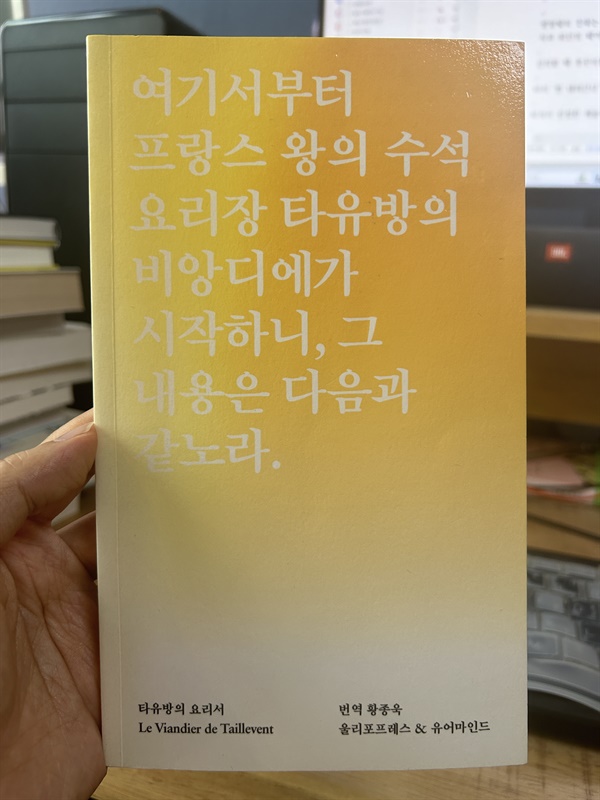 여기서부터
프랑스 왕의 수석
요리장 타유방의
비앙디에가
시작하니, 그
내용은 다음과
같노라.
타유방의 요리서
Le Viandier de Taillevent
번역 황종욱
울리포프레스 & 유어마인드
JBL